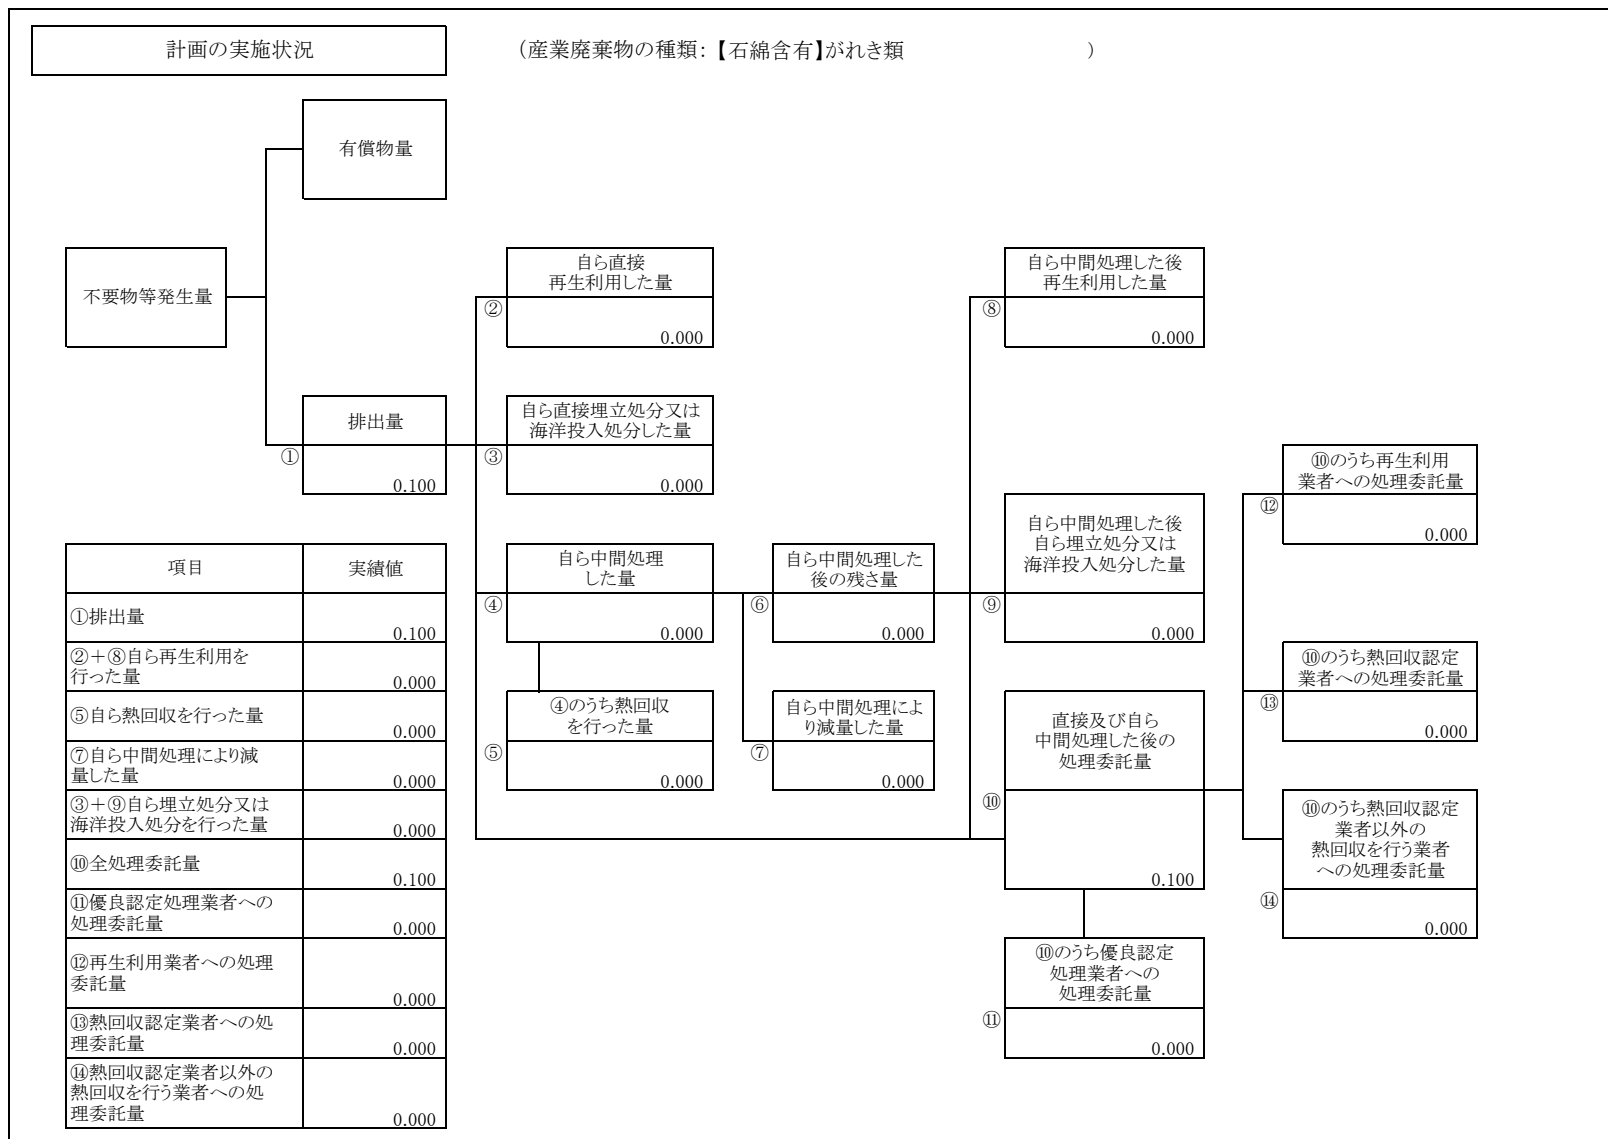 計画の実施状況
（産業廃棄物の種類：【石綿含有】がれき類　　　　　　　　　）
有償物量
不要物等発生量
自ら直接
再生利用した量
②
0.000
自ら中間処理した後
再生利用した量
⑧
0.000
排出量
①
0.100
自ら直接埋立処分又は
海洋投入処分した量
③
0.000
⑩のうち再生利用
業者への処理委託量
⑫
0.000
自ら中間処理
した量
④
0.000
自ら中間処理した
後の残さ量
⑥
0.000
自ら中間処理した後
自ら埋立処分又は
海洋投入処分した量
⑨
0.000
⑩のうち熱回収認定
業者への処理委託量
⑬
0.000
④のうち熱回収
を行った量
⑤
0.000
自ら中間処理によ
り減量した量
⑦
0.000
直接及び自ら
中間処理した後の
処理委託量
⑩
0.100
⑩のうち熱回収認定
業者以外の
熱回収を行う業者
への処理委託量
⑭
0.000
⑩のうち優良認定
処理業者への
処理委託量
⑪
0.000
項目 実績値
①排出量
0.100
②＋⑧自ら再生利用を
行った量
0.000
⑤自ら熱回収を行った量
0.000
⑦自ら中間処理により減
量した量
0.000
③＋⑨自ら埋立処分又は
海洋投入処分を行った量
0.000
⑩全処理委託量
0.100
⑪優良認定処理業者への
処理委託量
0.000
⑫再生利用業者への処理
委託量
0.000
⑬熱回収認定業者への処
理委託量
0.000
⑭熱回収認定業者以外の
熱回収を行う業者への処
理委託量
0.000